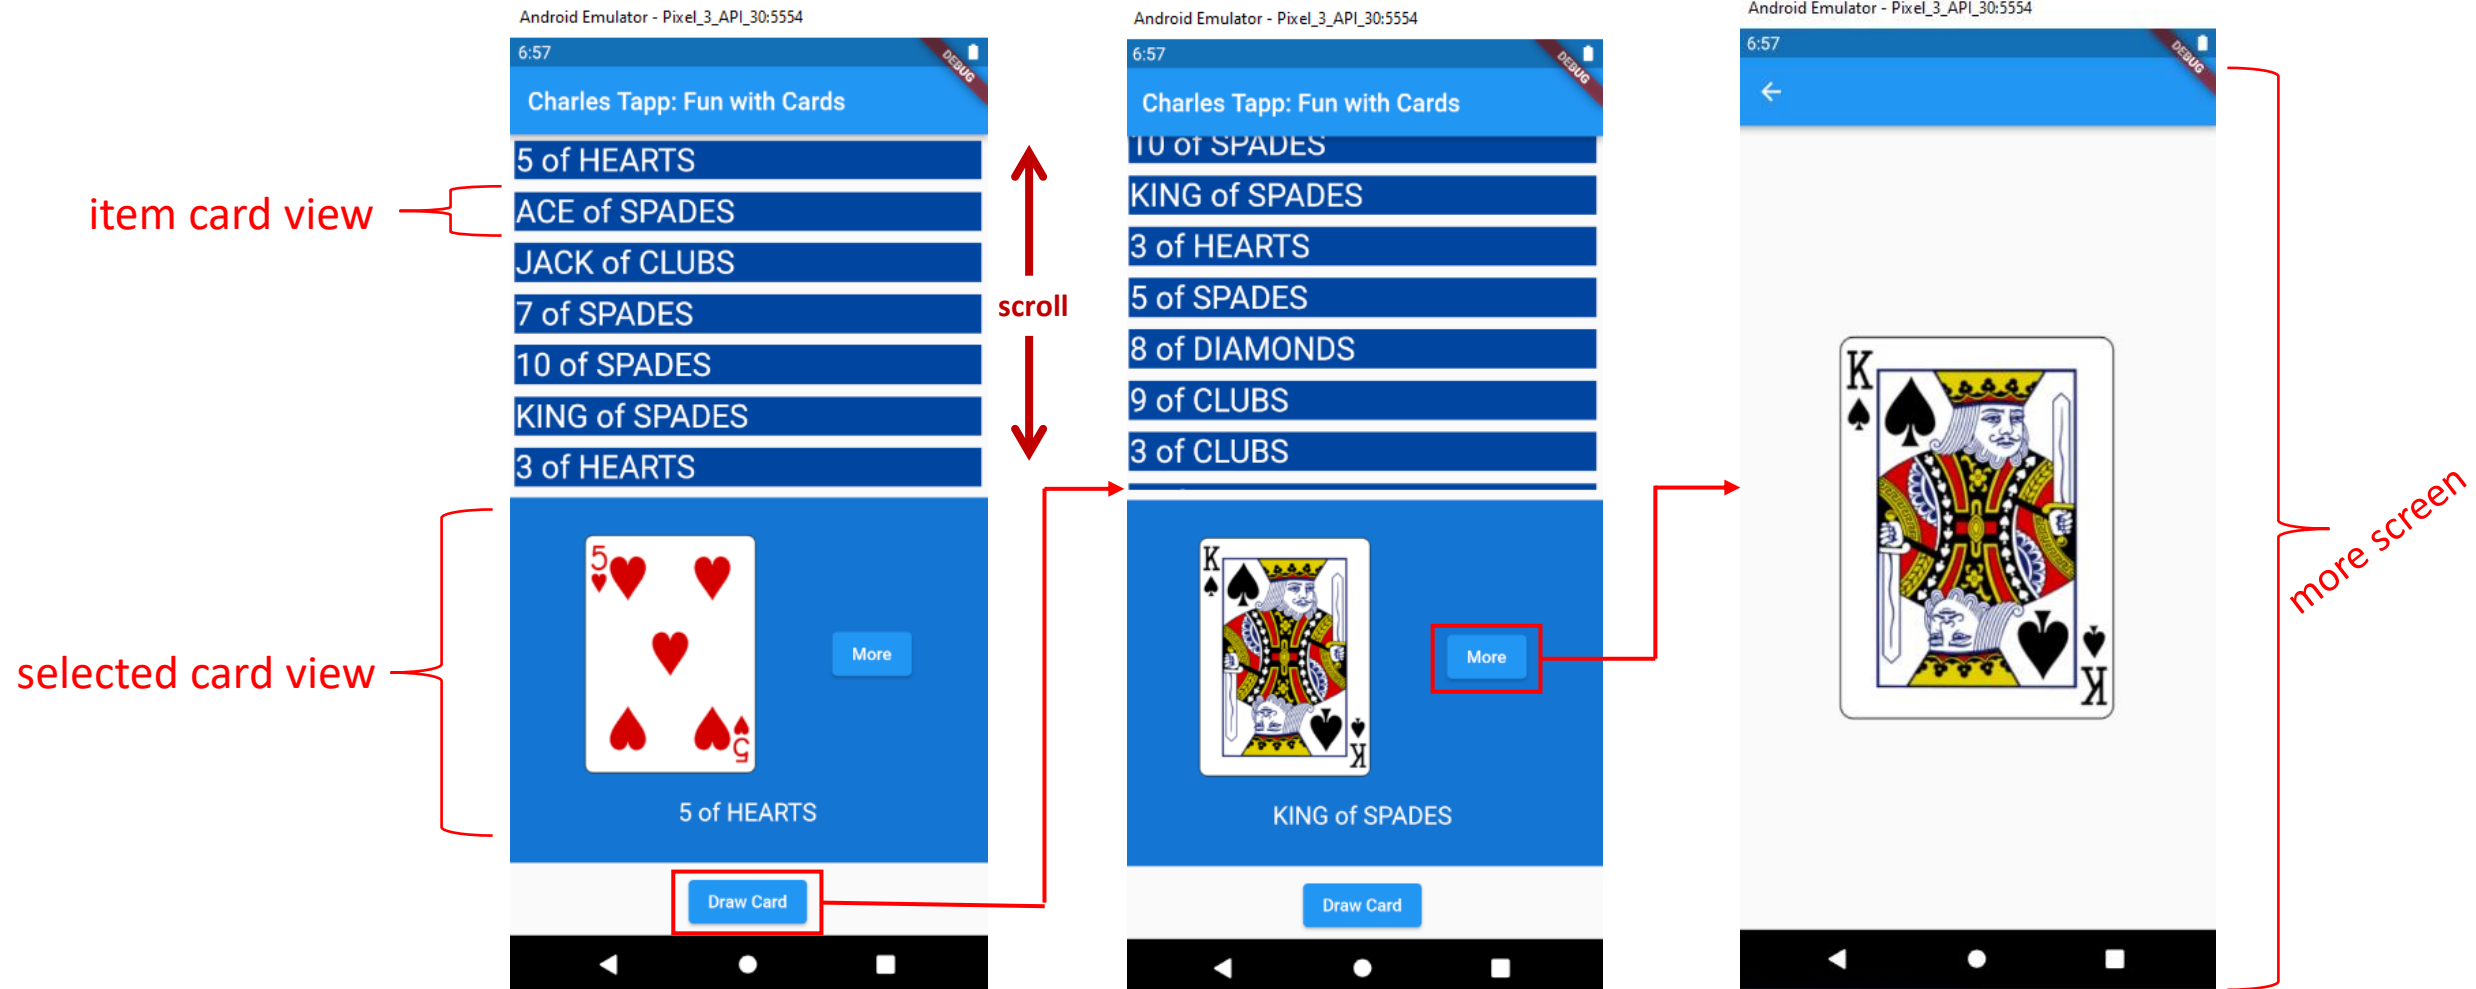 Android Emulator - Pixel_3_API_30:5554
6:57
DEBUG
Charles Tapp: Fun with Cards
5 of HEARTS
ACE of SPADES
JACK of CLUBS
7 of SPADES
10 of SPADES
KING of SPADES
3 of HEARTS
5
5
More
5 of HEARTS
Draw Card
item card view
selected card view
scroll
Android Emulator - Pixel_3_API_30:5554
6:57
DEBUG
Charles Tapp: Fun with Cards
10 of SPADES
KING of SPADES
3 of HEARTS
5 of SPADES
8 of DIAMONDS
9 of CLUBS
3 of CLUBS
K
K
More
KING of SPADES
Draw Card
Android Emulator - Pixel_3_API_30:5554
6:57
DEBUG
K
K
more screen